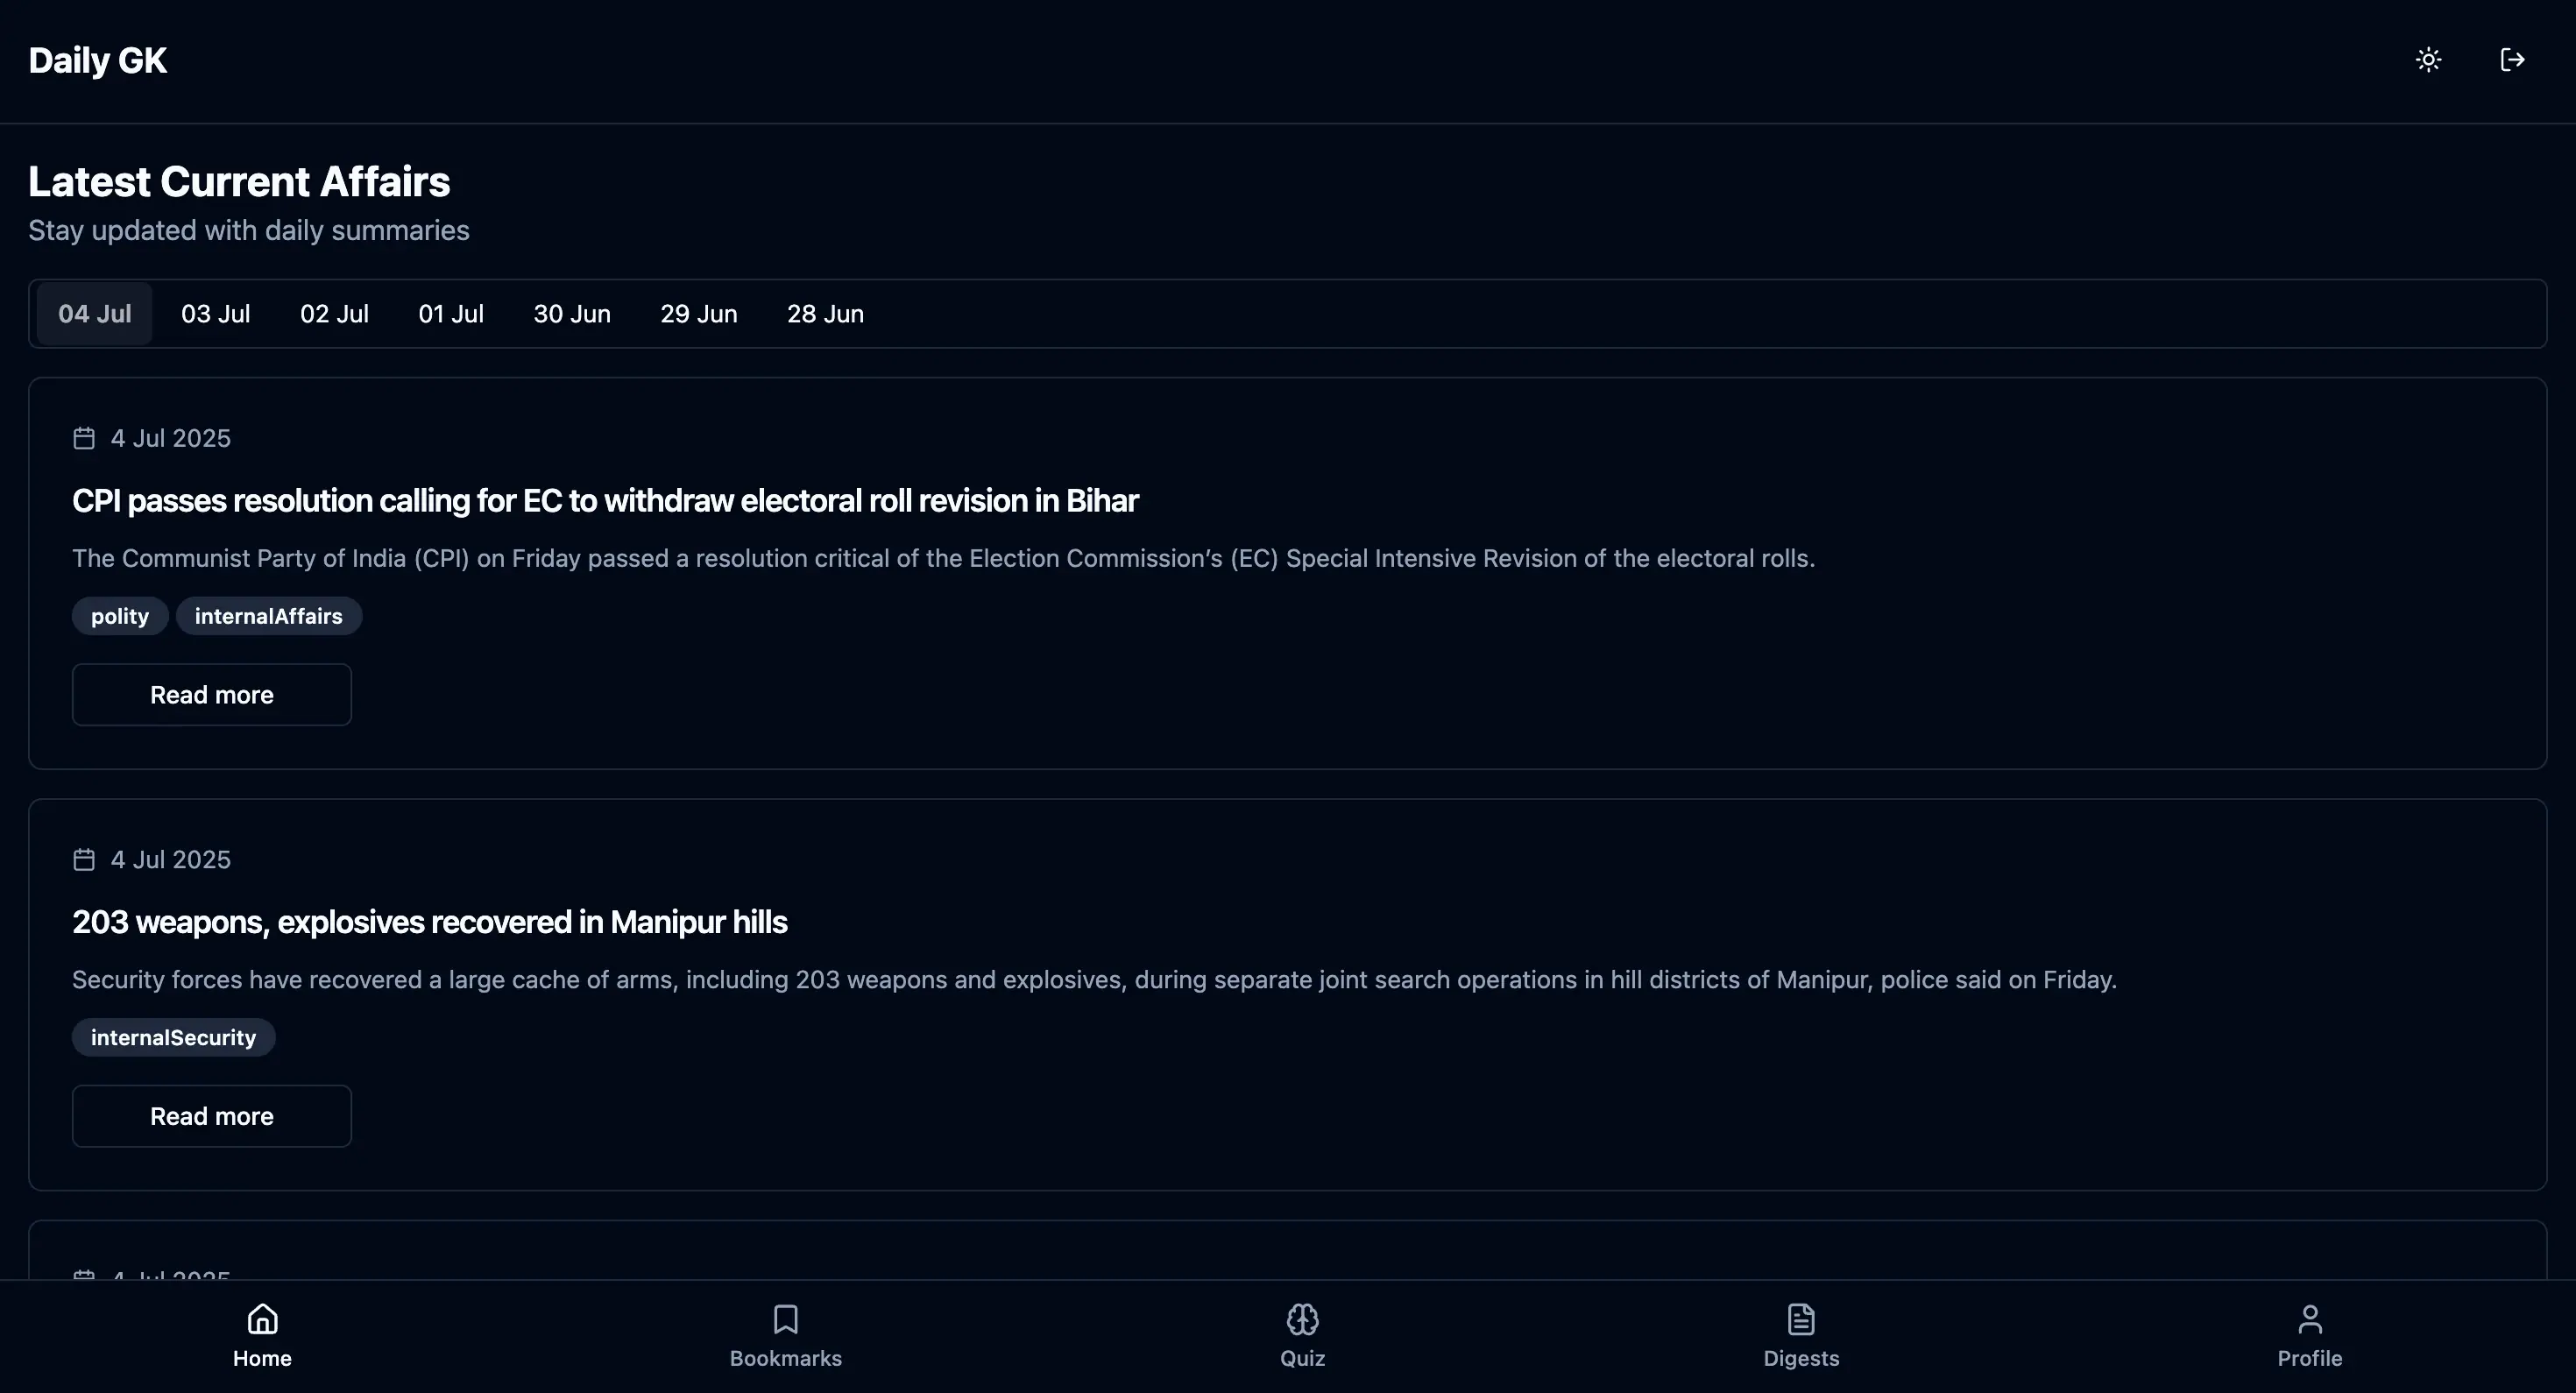 Daily GK
Latest Current Affairs
Stay updated with daily summaries
04 Jul 03 Jul 02 Jul 01 Jul 30 Jun 29 Jun 28 Jun
4 Jul 2025
CPI passes resolution calling for EC to withdraw electoral roll revision in Bihar
The Communist Party of India (CPI) on Friday passed a resolution critical of the Election Commission’s (EC) Special Intensive Revision of the electoral rolls.
polity internalAffairs
Read more
4 Jul 2025
203 weapons, explosives recovered in Manipur hills
Security forces have recovered a large cache of arms, including 203 weapons and explosives, during separate joint search operations in hill districts of Manipur, police said on Friday.
internalSecurity
Read more
4 Jul 2025
Home Bookmarks Quiz Digests Profile